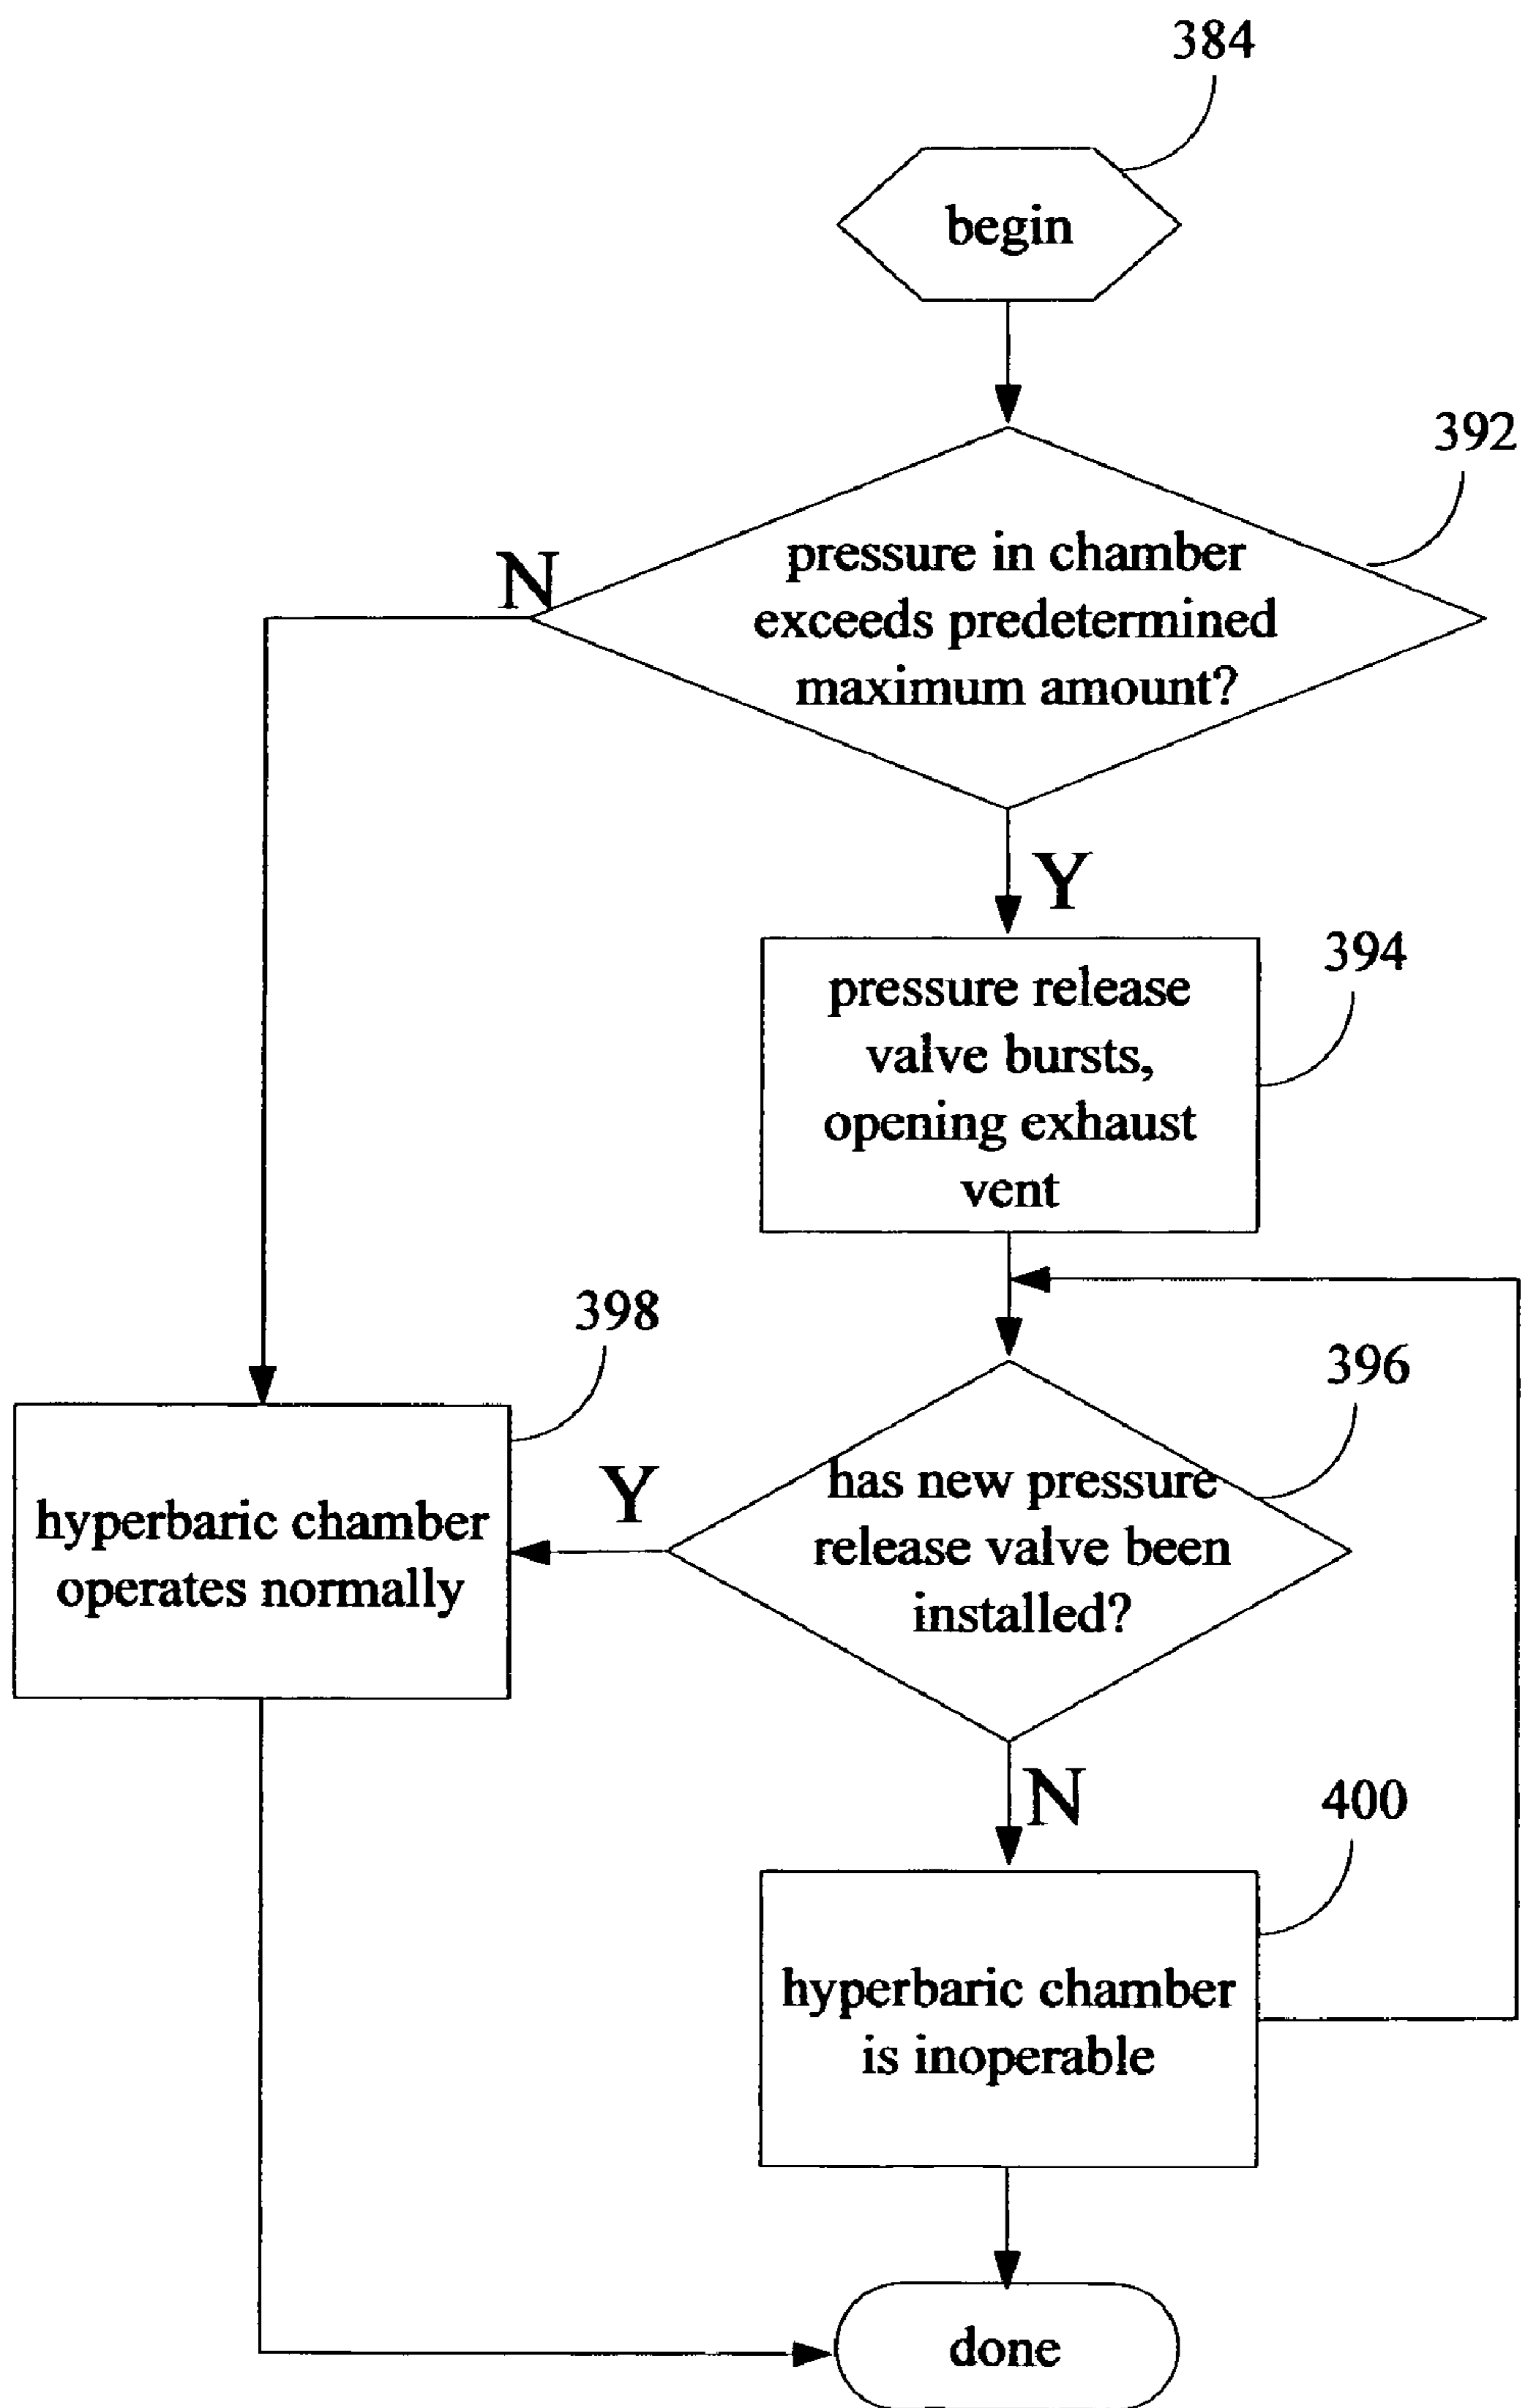 384
begin
392
N
pressure in chamber
exceeds predetermined
maximum amount?
Y
394
pressure release
valve bursts,
opening exhaust
vent
398
396
Y
has new pressure
release valve been
installed?
hyperbaric chamber
operates normally
N
400
hyperbaric chamber
is inoperable
done